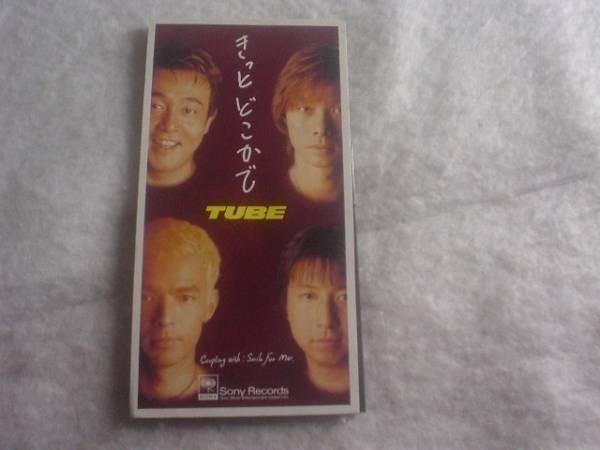 きっとどこかで
TUBE
Coupling with : Smile For Me.
Sony Records